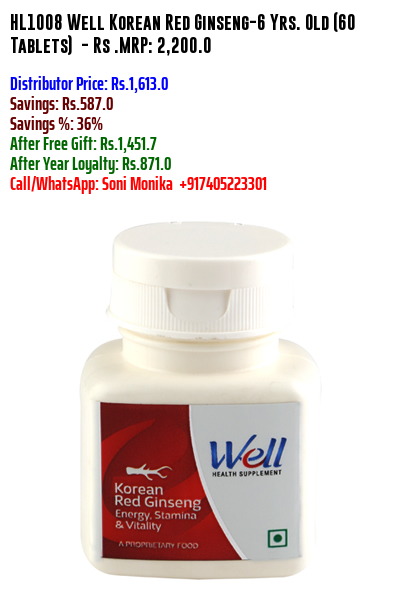 HL1008 Well Korean Red Ginseng-6 Yrs. Old (60
Tablets) - Rs .MRP: 2,200.0
Distributor Price: Rs.1,613.0
Savings: Rs.587.0
Savings %: 36%
After Free Gift: Rs.1,451.7
After Year Loyalty: Rs.871.0
Call/WhatsApp: Soni Monika +917405223301
Well
HEALTH SUPPLEMENT
Korean
Red Ginseng
Energy, Stamina
& Vitality
A PROPRIETARY FOOD